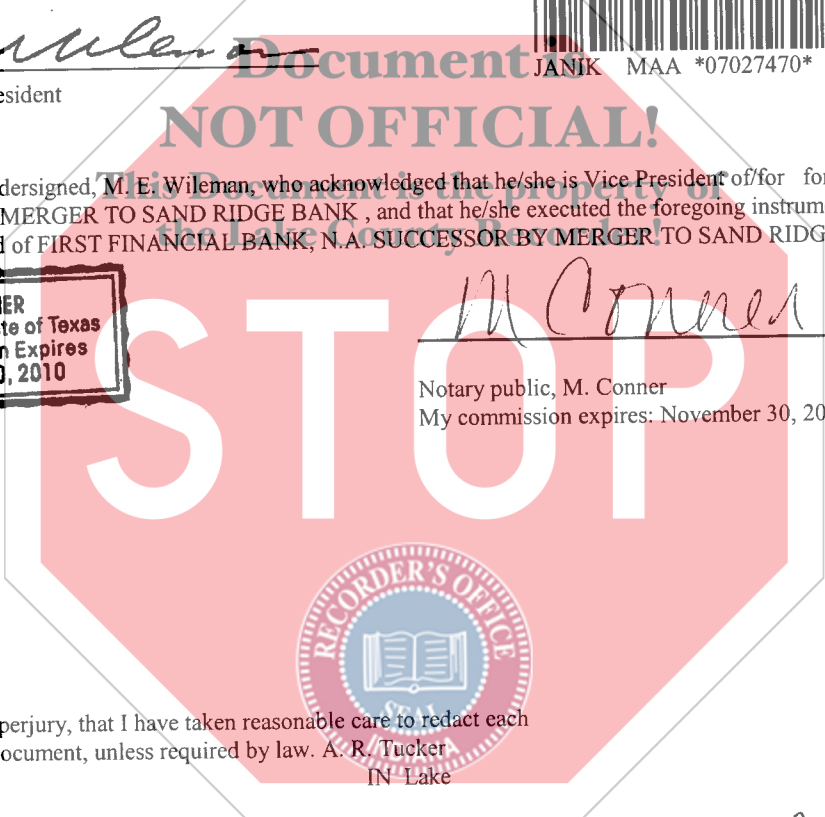 JANIK MAA *07027470*
esident
Document is
NOT OFFICIAL!
This Document is the property of
the Lake County Recorder!
dersigned, M. E. Wileman, who acknowledged that he/she is Vice President of/for for
MERGER TO SAND RIDGE BANK , and that he/she executed the foregoing instrum
d of FIRST FINANCIAL BANK, N.A. SUCCESSOR BY MERGER TO SAND RIDG
M Conner
ER
te of Texas
n Expires
0, 2010
Notary public, M. Conner
My commission expires: November 30, 20
STOP
RECORDER'S OFFICE
SEAL
INDIANA
perjury, that I have taken reasonable care to redact each
ocument, unless required by law. A. R. Tucker
IN Lake